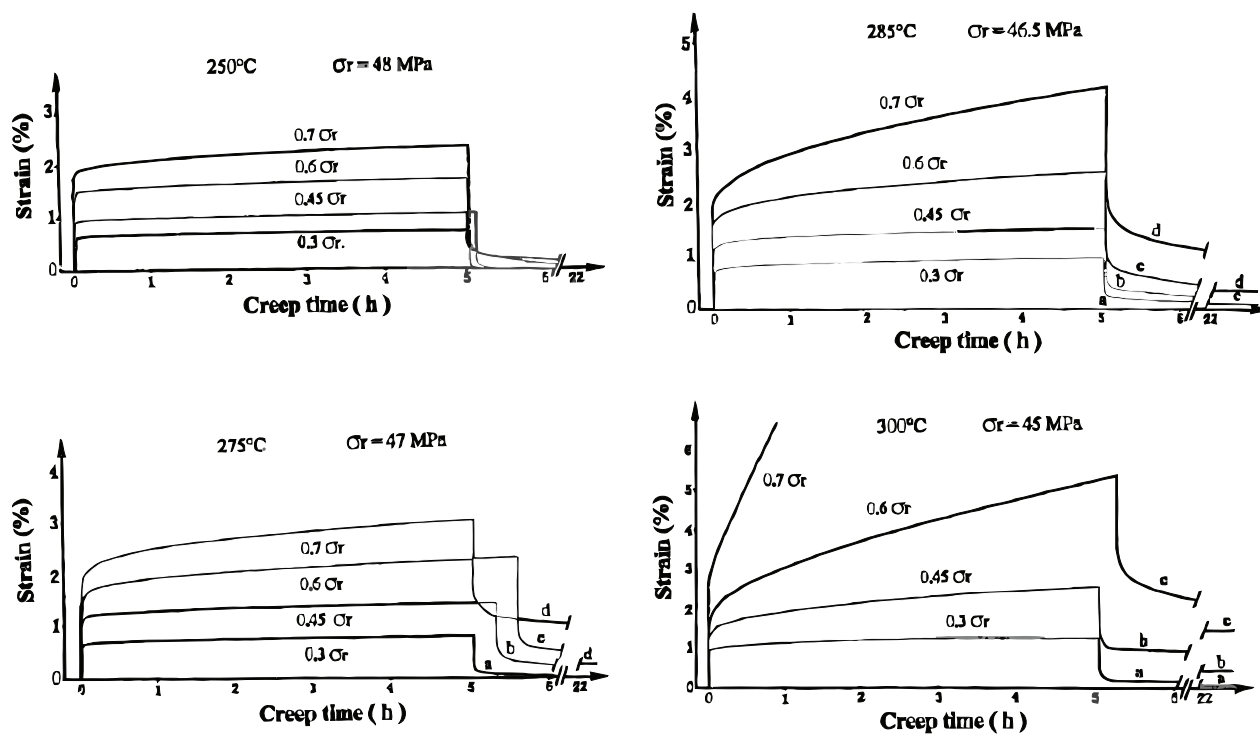 250°C σr = 48 MPa
Strain (%)
3
2
1
0
0.7 σr
0.6 σr
0.45 σr
0.3 σr.
0 1 2 3 4 5 6 22
Creep time ( h )
285°C σr = 46.5 MPa
Strain (%)
5
4
3
2
1
0
0.7 σr
0.6 σr
0.45 σr
0.3 σr
a
b
c
d
d
c
0 1 2 3 4 5 6 22
Creep time ( h )
275°C σr = 47 MPa
Strain (%)
4
3
2
1
0
0.7 σr
0.6 σr
0.45 σr
0.3 σr
a
b
c
d
d
0 1 2 3 4 5 6 22
Creep time ( h )
300°C σr = 45 MPa
Strain (%)
6
5
4
3
2
1
0
0.7 σr
0.6 σr
0.45 σr
0.3 σr
c
b
a
c
b
a
0 1 2 3 4 5 6 22
Creep time ( h )